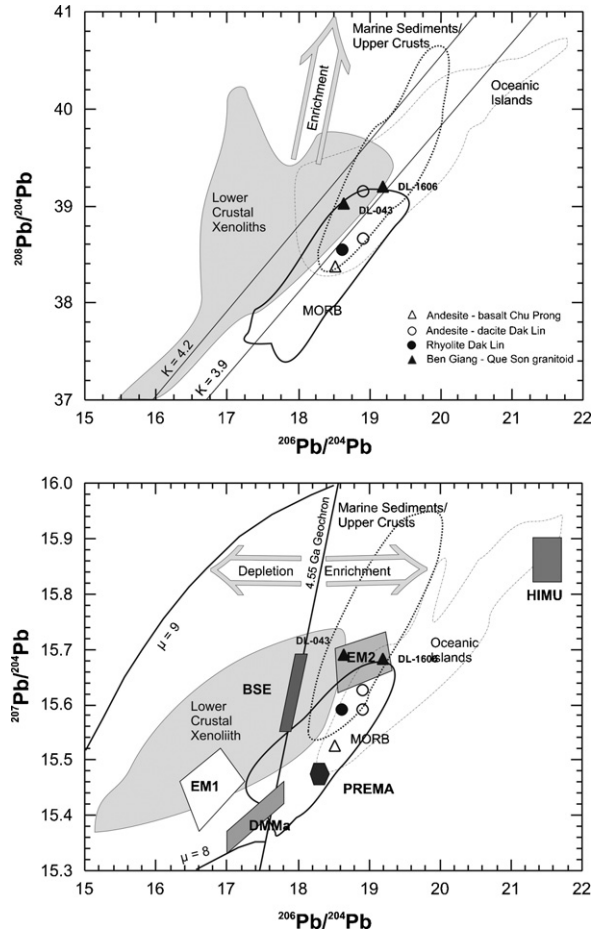 41
40
39
38
37
²⁰⁸Pb/²⁰⁴Pb
Marine Sediments/
Upper Crusts
Oceanic
Islands
Enrichment
Lower
Crustal
Xenoliths
DL-1606
DL-043
MORB
K = 4.2
K = 3.9
△ Andesite - basalt Chu Prong
○ Andesite - dacite Dak Lin
● Rhyolite Dak Lin
▲ Ben Giang - Que Son granitoid
15 16 17 18 19 20 21 22
²⁰⁶Pb/²⁰⁴Pb
16.0
15.9
15.8
15.7
15.6
15.5
15.4
15.3
²⁰⁷Pb/²⁰⁴Pb
Marine Sediments/
Upper Crusts
4.55 Ga Geochron
Depletion
Enrichment
HIMU
μ = 9
DL-043
EM2
DL-1606
Oceanic
islands
BSE
Lower
Crustal
Xenoliith
MORB
EM1
PREMA
DMMa
μ = 8
15 16 17 18 19 20 21 22
²⁰⁶Pb/²⁰⁴Pb